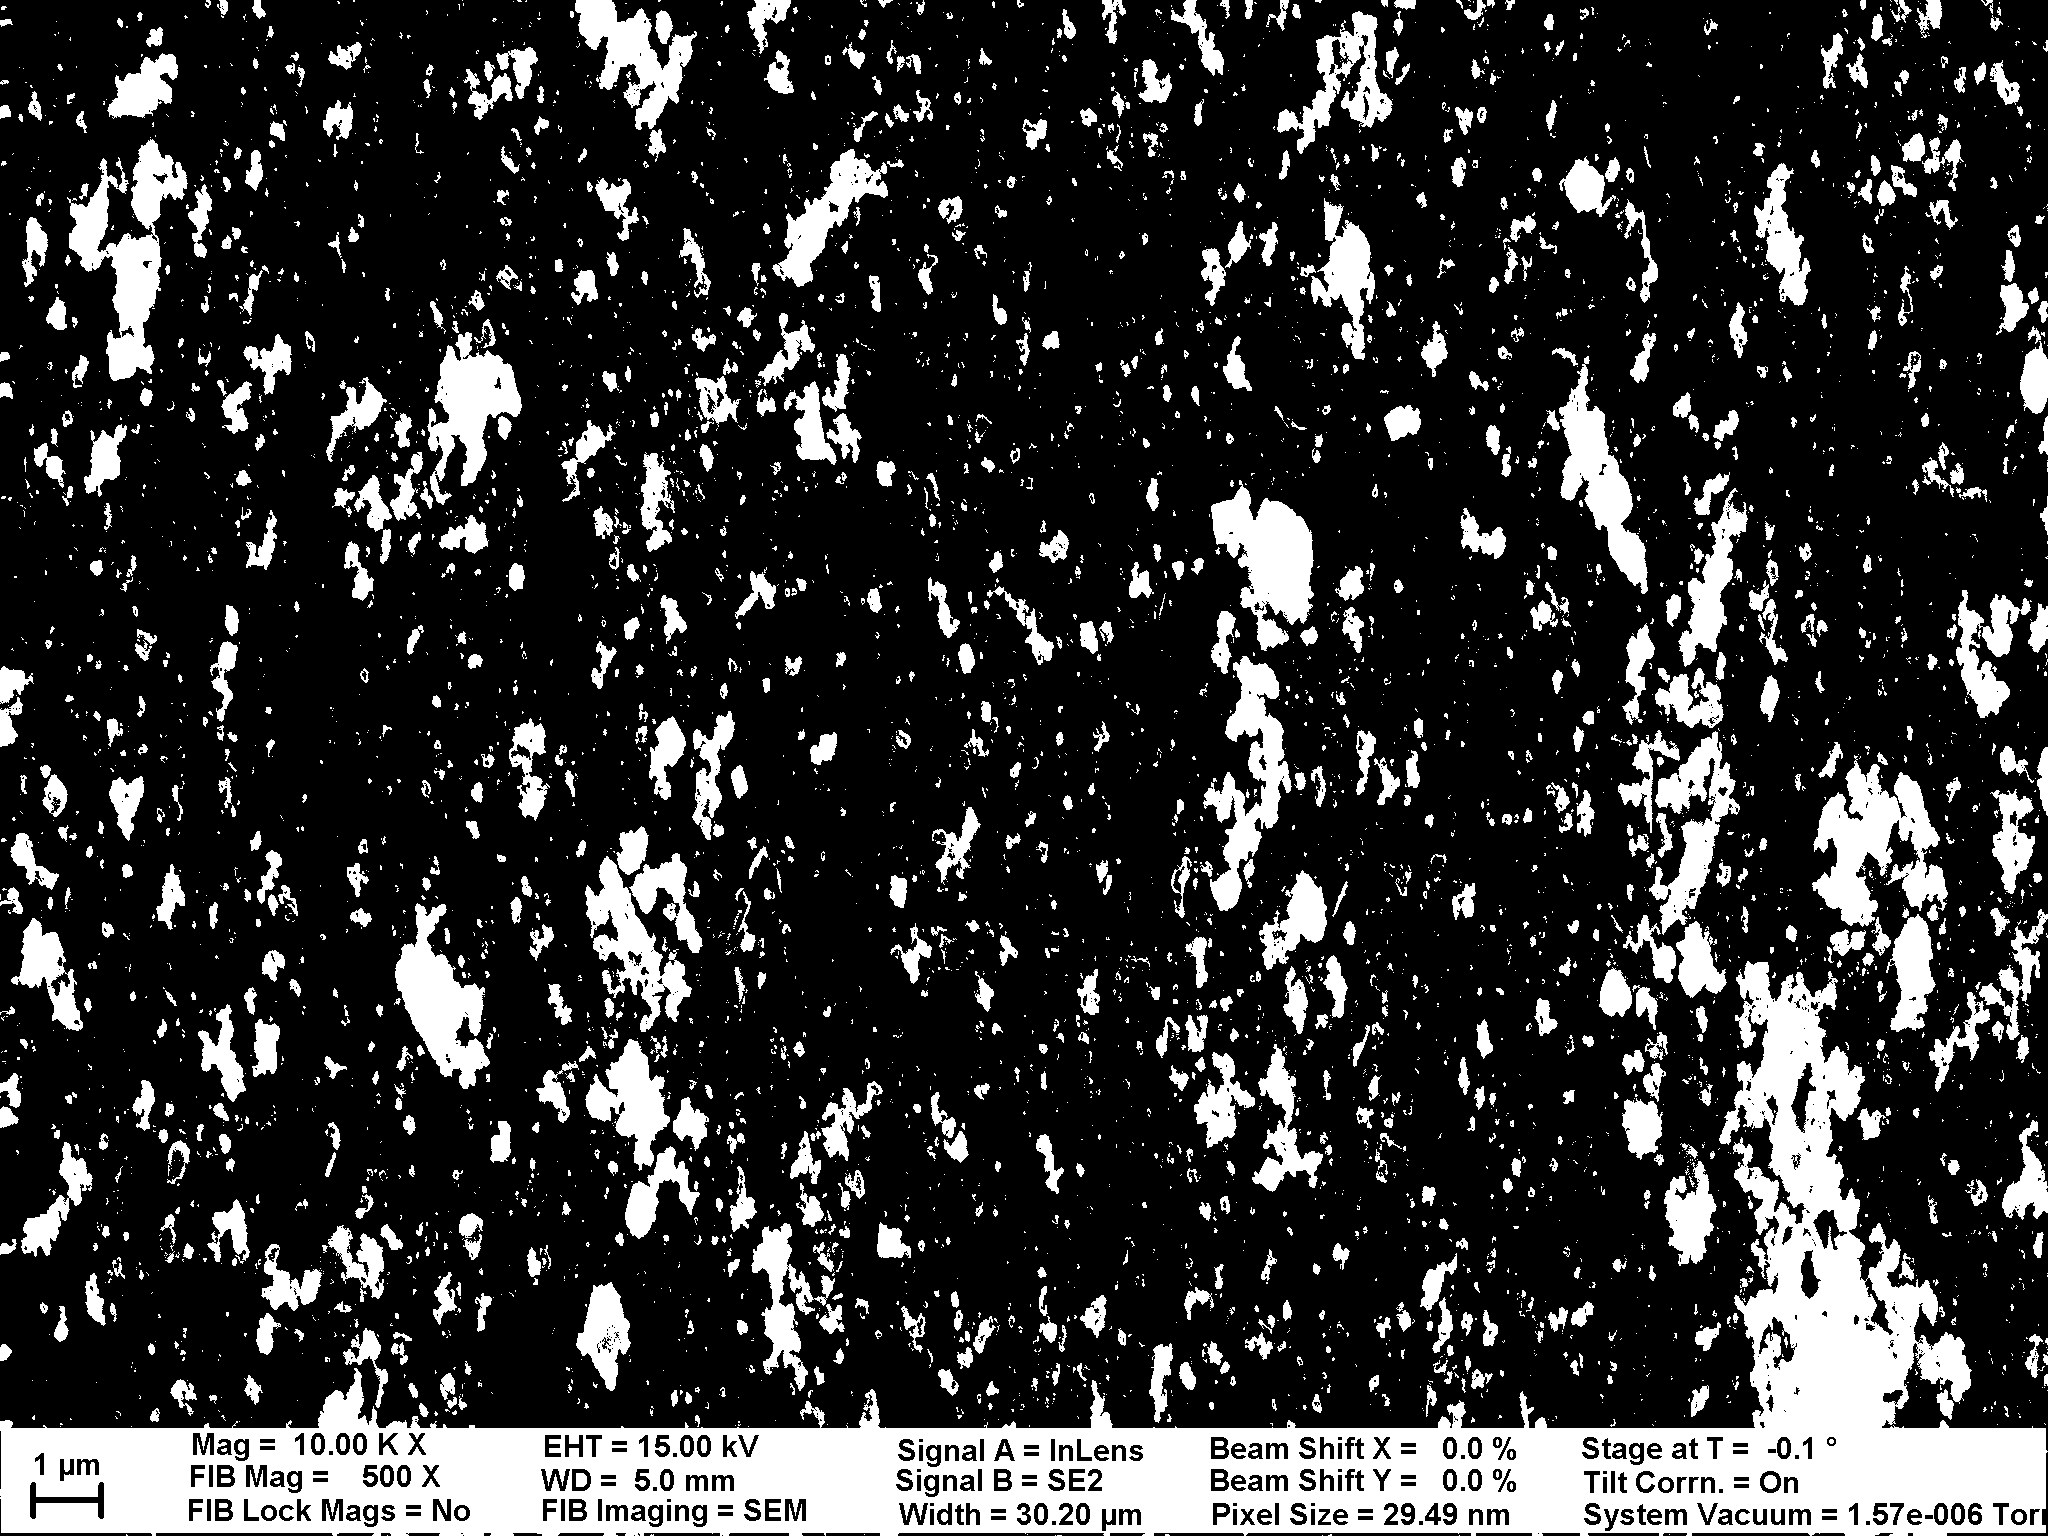 1 µm
Mag = 10.00 K X
FIB Mag = 500 X
FIB Lock Mags = No
EHT = 15.00 kV
WD = 5.0 mm
FIB Imaging = SEM
Signal A = InLens
Signal B = SE2
Width = 30.20 µm
Beam Shift X = 0.0 %
Beam Shift Y = 0.0 %
Pixel Size = 29.49 nm
Stage at T = -0.1 °
Tilt Corrn. = On
System Vacuum = 1.57e-006 Torr